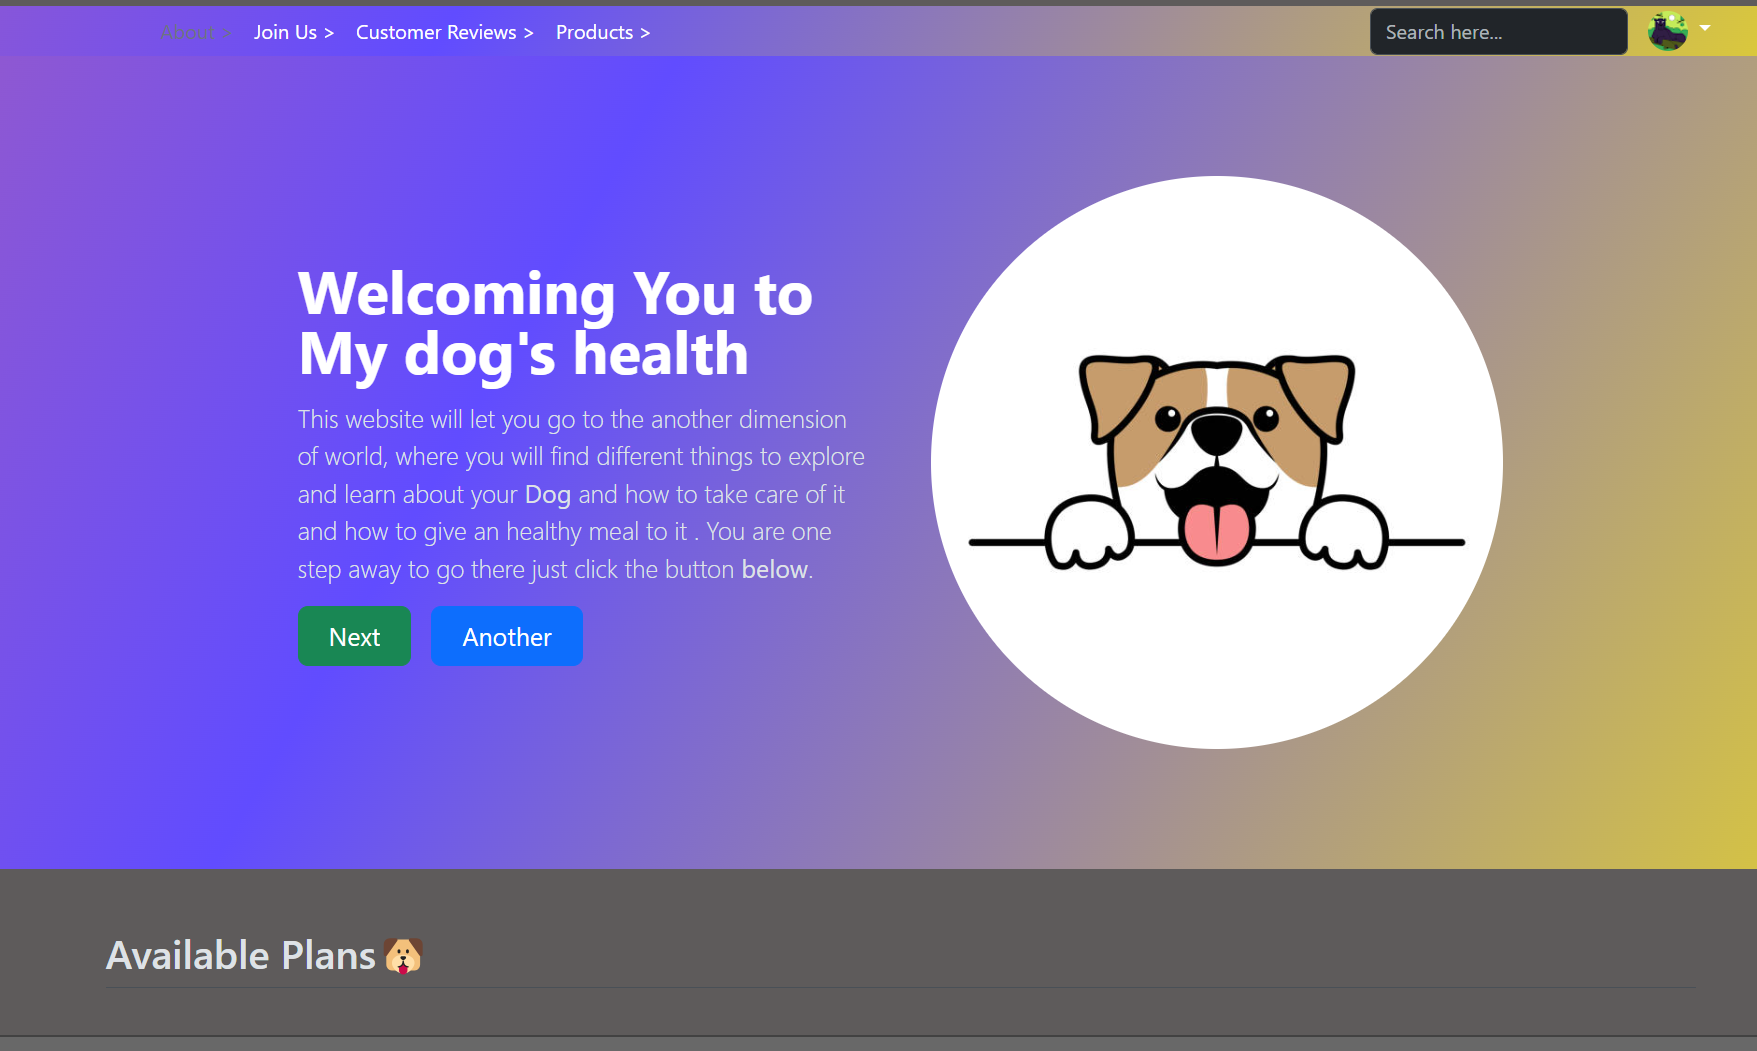 About > Join Us > Customer Reviews > Products > Search here...
Welcoming You to
My dog's health
This website will let you go to the another dimension
of world, where you will find different things to explore
and learn about your Dog and how to take care of it
and how to give an healthy meal to it . You are one
step away to go there just click the button below.
Next Another
Available Plans